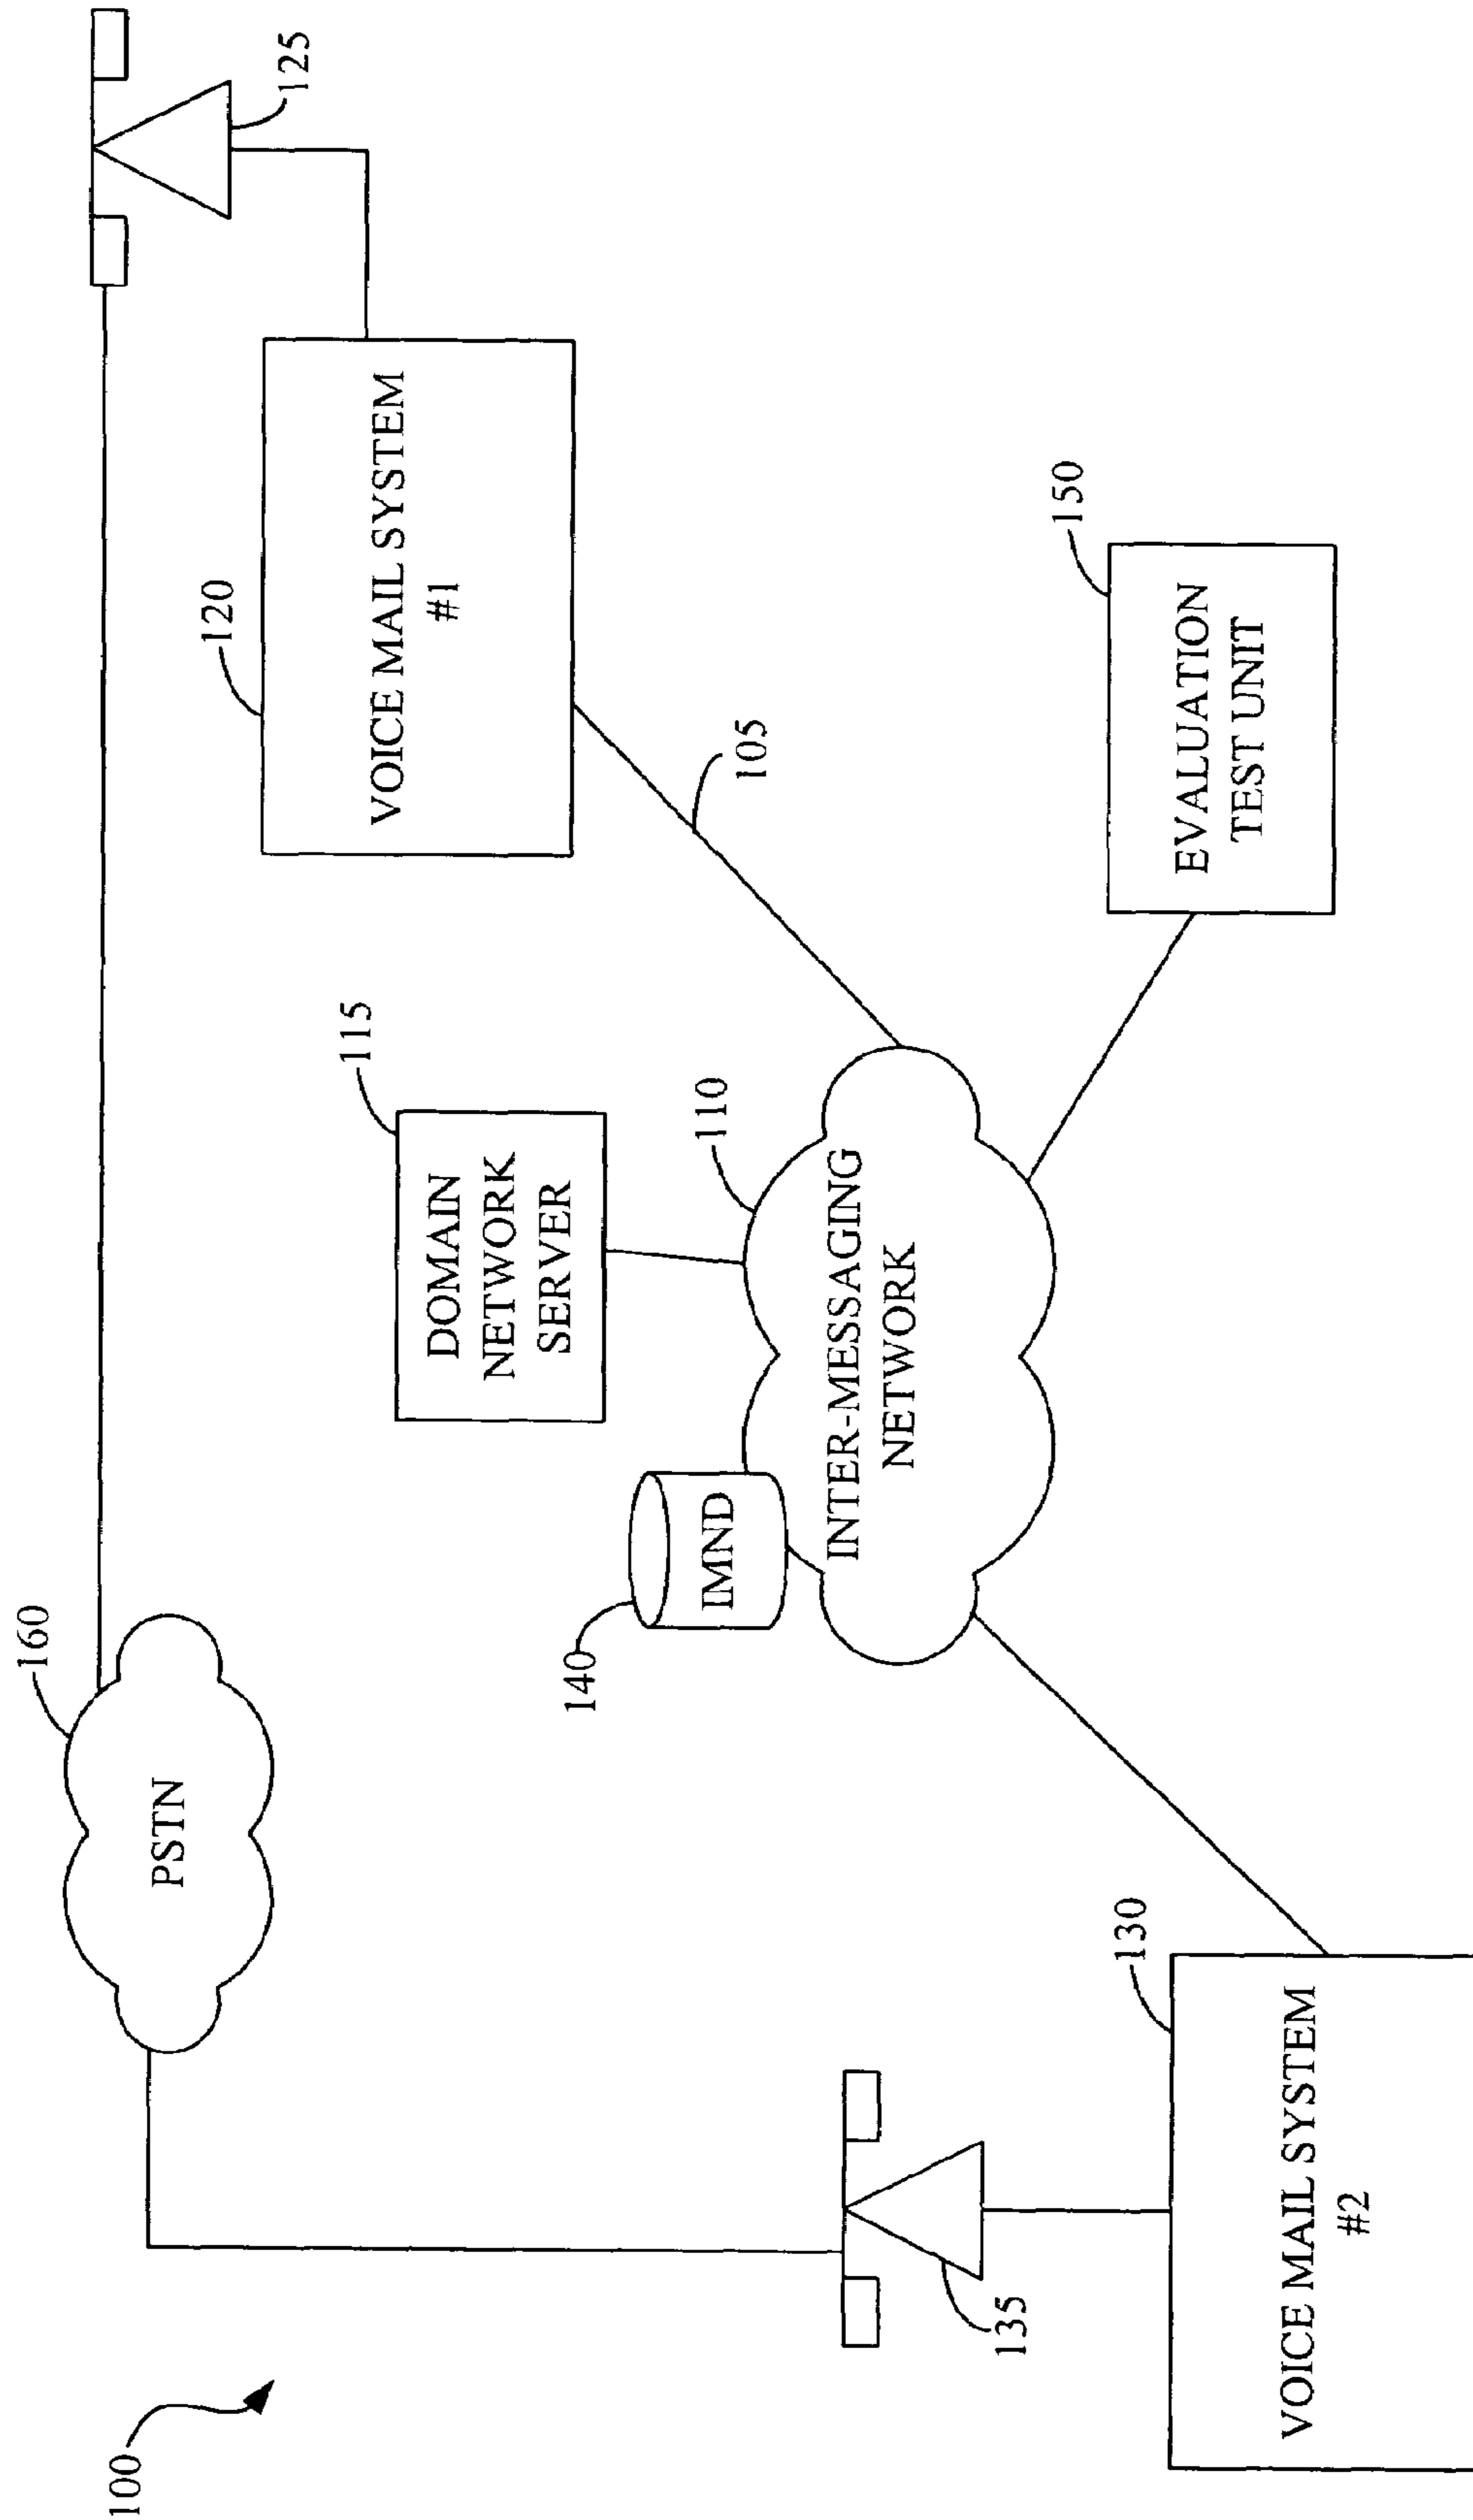 100
160
PSTN
125
135
120
VOICE MAIL SYSTEM
#1
115
DOMAIN
NETWORK
SERVER
140
IMND
110
105
INTER-MESSAGING
NETWORK
130
VOICE MAIL SYSTEM
#2
150
EVALUATION
TEST UNIT